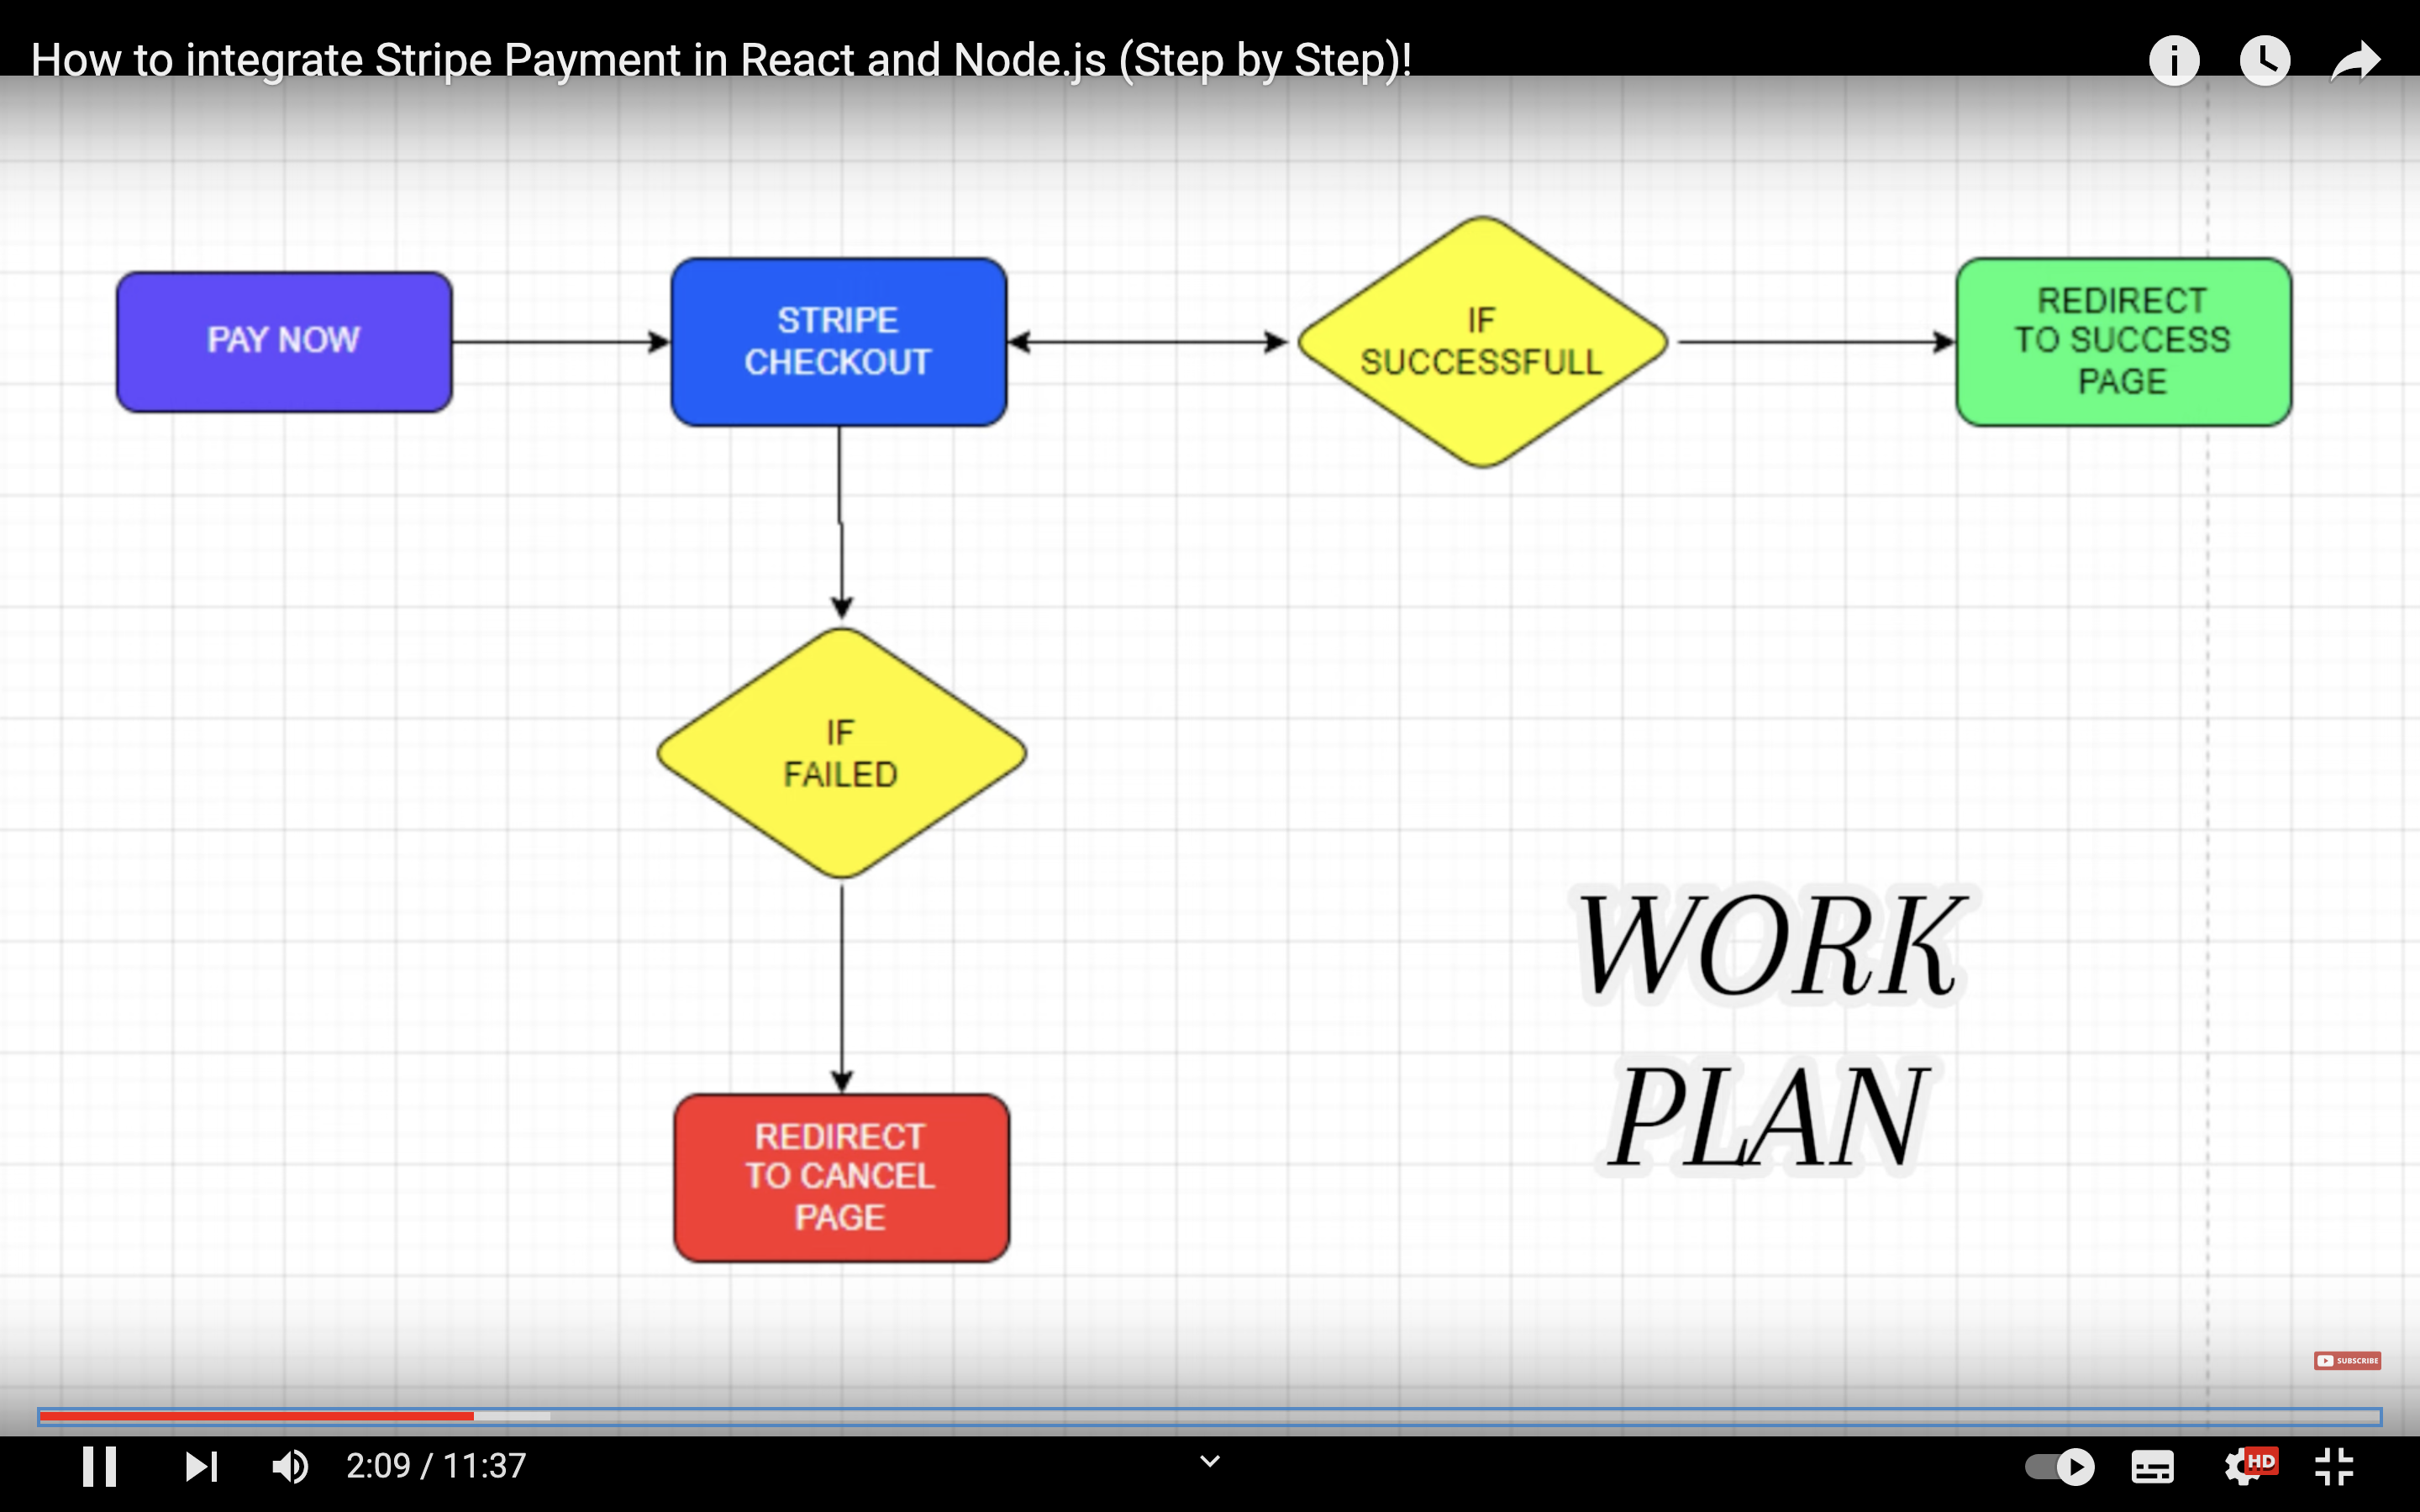 How to integrate Stripe Payment in React and Node.js (Step by Step)!
PAY NOW
STRIPE
CHECKOUT
IF
SUCCESSFULL
REDIRECT
TO SUCCESS
PAGE
IF
FAILED
REDIRECT
TO CANCEL
PAGE
WORK
PLAN
SUBSCRIBE
2:09 / 11:37
HD